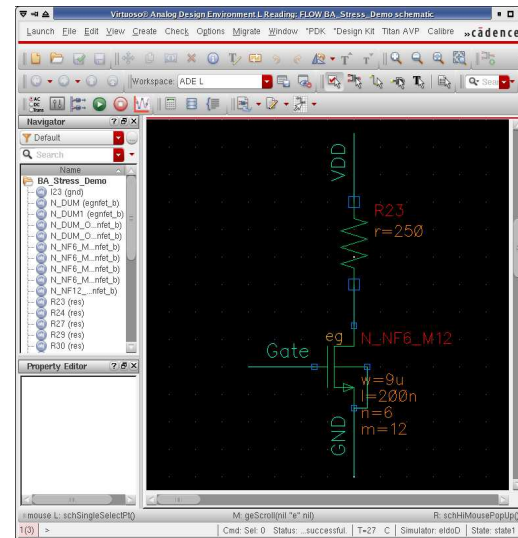 Virtuoso® Analog Design Environment L Reading: FLOW BA_Stress_Demo schematic
Launch File Edit View Create Check Options Migrate Window "PDK "Design Kit Titan AVP Calibre » cādence
Workspace: ADE L
Navigator
Default
Search
Name
BA_Stress_Demo
I23 (gnd)
N_DUM (egnfet_b)
N_DUM1 (egnfet_b)
N_DUM_O...nfet_b)
N_DUM_O...nfet_b)
N_NF6_M...nfet_b)
N_NF6_M...nfet_b)
N_NF6_M...nfet_b)
N_NF12_...nfet_b)
R23 (res)
R24 (res)
R27 (res)
R29 (res)
R30 (res)
Property Editor
VDD
R23
r=250
eg N_NF6_M12
Gate
w=9u
l=200n
n=6
m=12
GND
mouse L: schSingleSelectPt() M: geScroll(nil "e" nil) R: schHiMousePopUp()
1(3) > Cmd: Sel: 0 Status: ...successful. T=27 C Simulator: eldoD State: state1